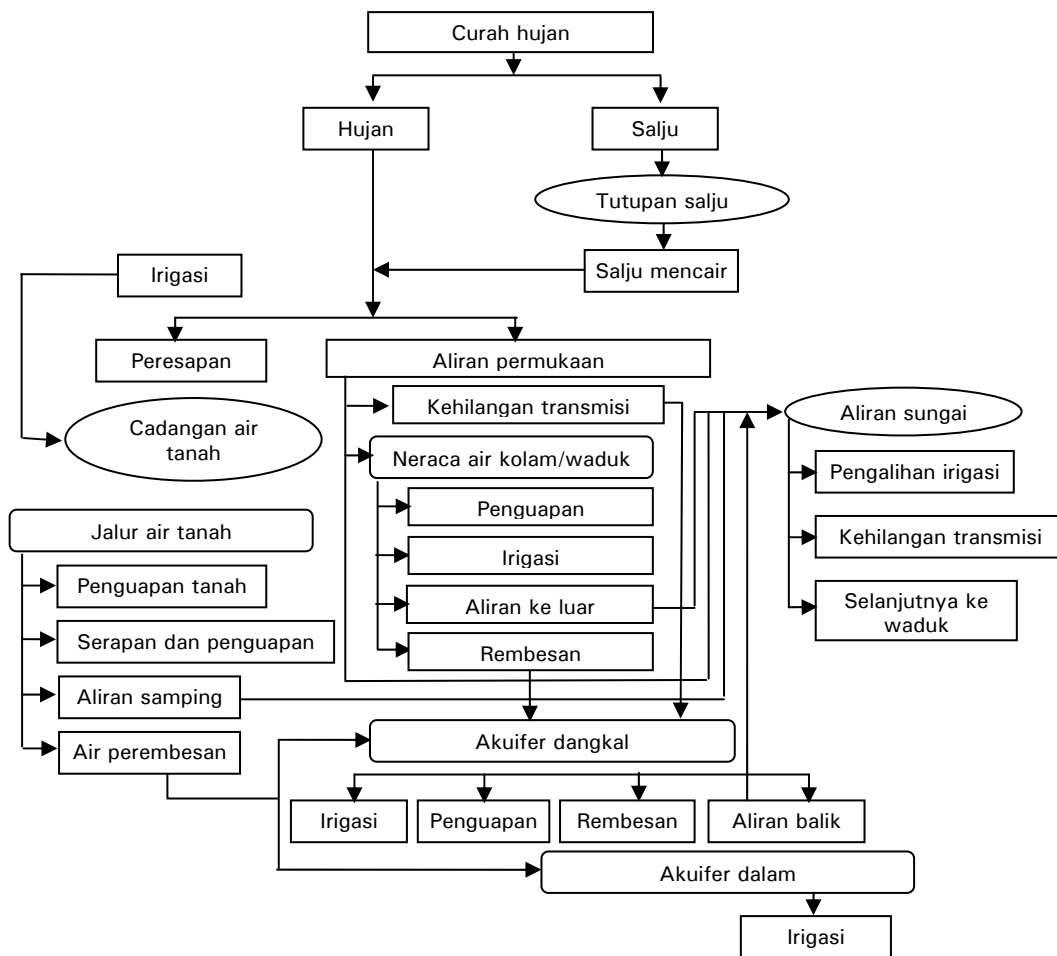 Curah hujan
Hujan
Salju
Tutupan salju
Salju mencair
Irigasi
Peresapan
Aliran permukaan
Kehilangan transmisi
Cadangan air
tanah
Neraca air kolam/waduk
Penguapan
Irigasi
Aliran ke luar
Rembesan
Aliran sungai
Pengalihan irigasi
Kehilangan transmisi
Selanjutnya ke
waduk
Jalur air tanah
Penguapan tanah
Serapan dan penguapan
Aliran samping
Air perembesan
Akuifer dangkal
Irigasi
Penguapan
Rembesan
Aliran balik
Akuifer dalam
Irigasi